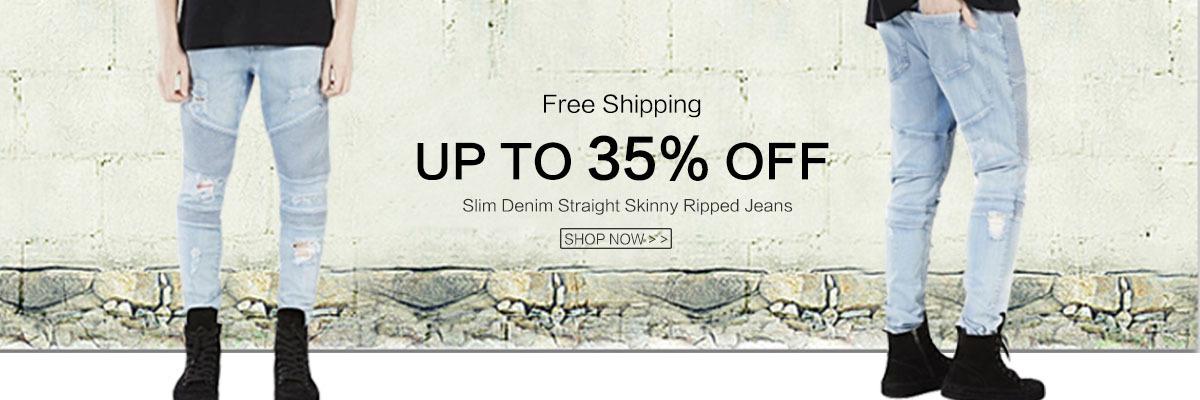 Free Shipping
UP TO 35% OFF
Slim Denim Straight Skinny Ripped Jeans
SHOP NOW > >